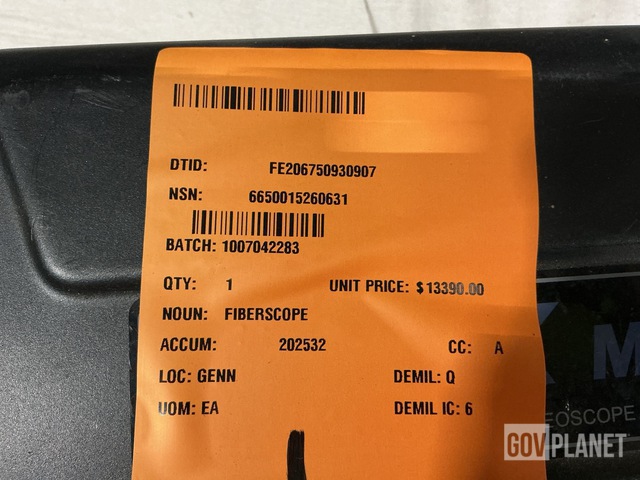 DTID: FE206750930907
NSN: 6650015260631
BATCH: 1007042283
QTY: 1 UNIT PRICE: $13390.00
NOUN: FIBERSCOPE
ACCUM: 202532 CC: A
LOC: GENN DEMIL: Q
UOM: EA DEMIL IC: 6
GOVPLANET